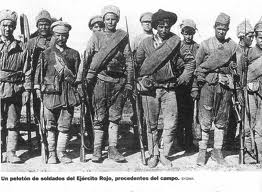 Un pelotón de soldados del Ejército Rojo, procedentes del campo.